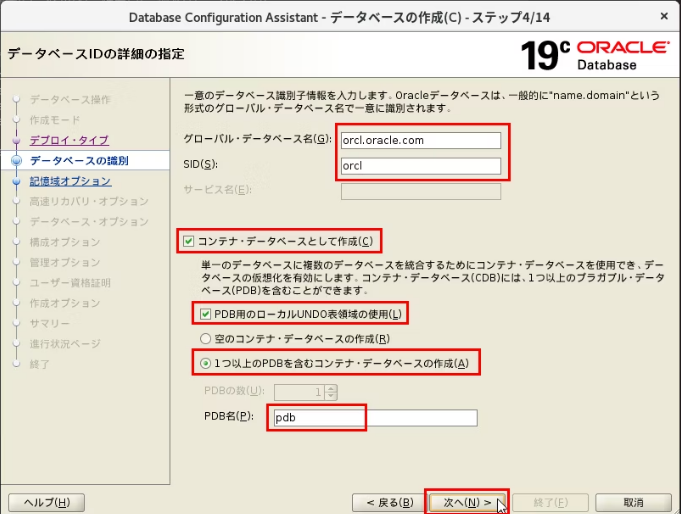 Database Configuration Assistant - データベースの作成(C) - ステップ4/14
×
データベースIDの詳細の指定
19c ORACLE
Database
データベース操作
作成モード
デプロイ・タイプ
データベースの識別
記憶域オプション
高速リカバリ・オプション
データベース・オプション
構成オプション
管理オプション
ユーザー資格証明
作成オプション
サマリー
進行状況ページ
終了
一意のデータベース識別子情報を入力します。Oracleデータベースは、一般的に"name.domain"という
形式のグローバル・データベース名で一意に識別されます。
グローバル・データベース名(G): orcl.oracle.com
SID(S): orcl
サービス名(E):
コンテナ・データベースとして作成(C)
単一のデータベースに複数のデータベースを統合するためにコンテナ・データベースを使用でき、デー
タベースの仮想化を有効にします。コンテナ・データベース(CDB)には、1つ以上のプラガブル・データ
ベース(PDB)を含むことができます。
PDB用のローカルUNDO表領域の使用(L)
空のコンテナ・データベースの作成(R)
1つ以上のPDBを含むコンテナ・データベースの作成(A)
PDBの数(U): 1
PDB名(P): pdb
ヘルプ(H)
< 戻る(B)
次へ(N) >
終了(F)
取消